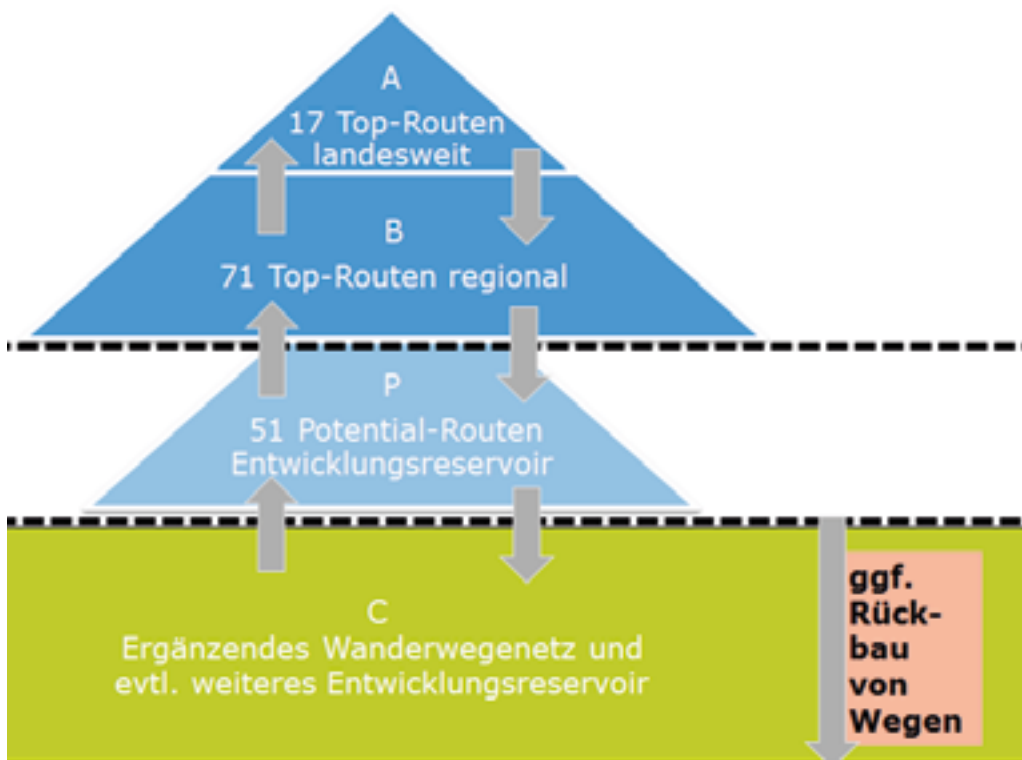 A
17 Top-Routen
landesweit
B
71 Top-Routen regional
P
51 Potential-Routen
Entwicklungsreservoir
C
Ergänzendes Wanderwegenetz und
evtl. weiteres Entwicklungsreservoir
ggf.
Rück-
bau
von
Wegen